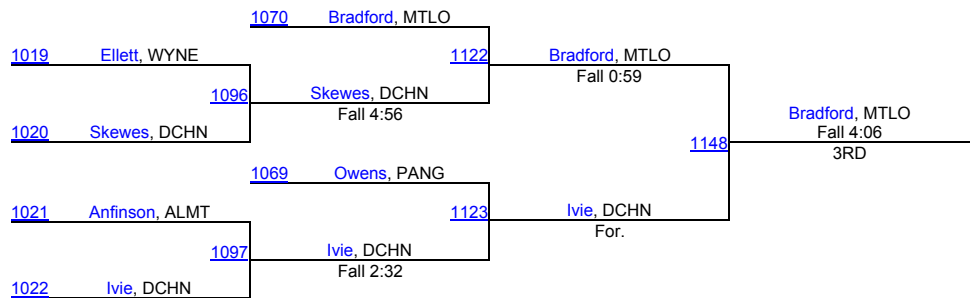 1070 Bradford, MTLO
1019 Ellett, WYNE
1122 Bradford, MTLO
Fall 0:59
1096 Skewes, DCHN
Fall 4:56
Bradford, MTLO
Fall 4:06
3RD
1020 Skewes, DCHN
1148
1069 Owens, PANG
1021 Anfinson, ALMT
1123 Ivie, DCHN
For.
1097 Ivie, DCHN
Fall 2:32
1022 Ivie, DCHN